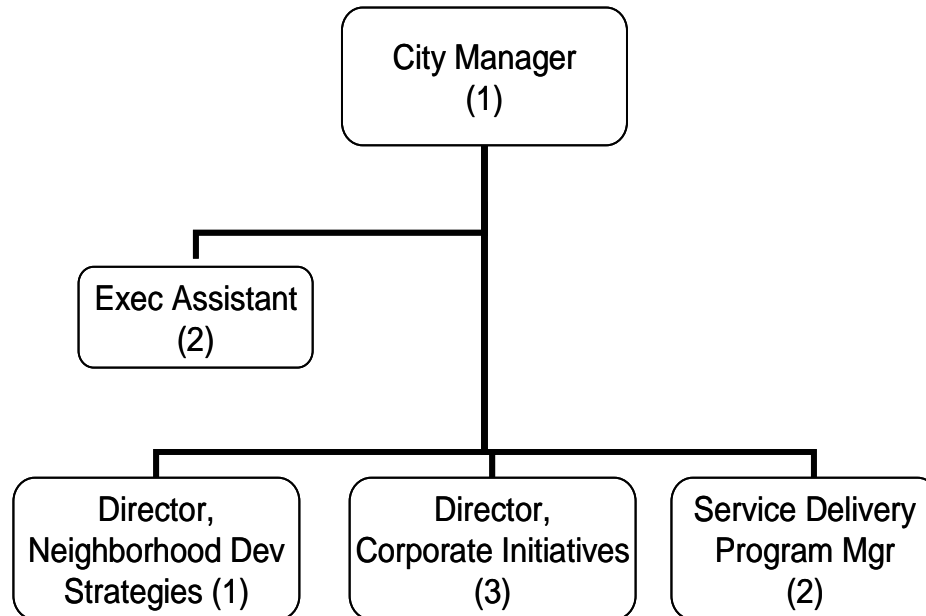 City Manager
(1)
Exec Assistant
(2)
Director,
Neighborhood Dev
Strategies (1)
Director,
Corporate Initiatives
(3)
Service Delivery
Program Mgr
(2)